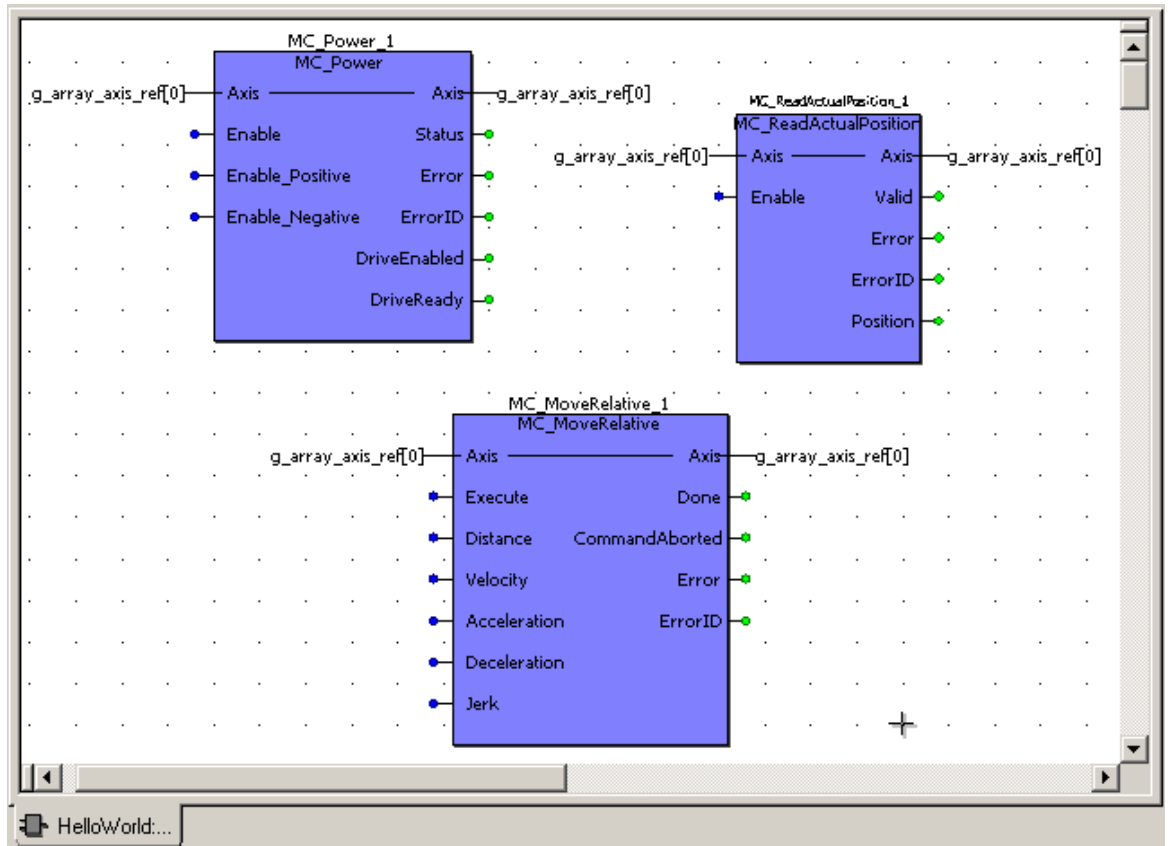 MC_Power_1
MC_Power
g_array_axis_ref[0] Axis Axis g_array_axis_ref[0]
Enable Status
Enable_Positive Error
Enable_Negative ErrorID
DriveEnabled
DriveReady
MC_ReadActualPosition_1
MC_ReadActualPosition
g_array_axis_ref[0] Axis Axis g_array_axis_ref[0]
Enable Valid
Error
ErrorID
Position
MC_MoveRelative_1
MC_MoveRelative
g_array_axis_ref[0] Axis Axis g_array_axis_ref[0]
Execute Done
Distance CommandAborted
Velocity Error
Acceleration ErrorID
Deceleration
Jerk
HelloWorld:...